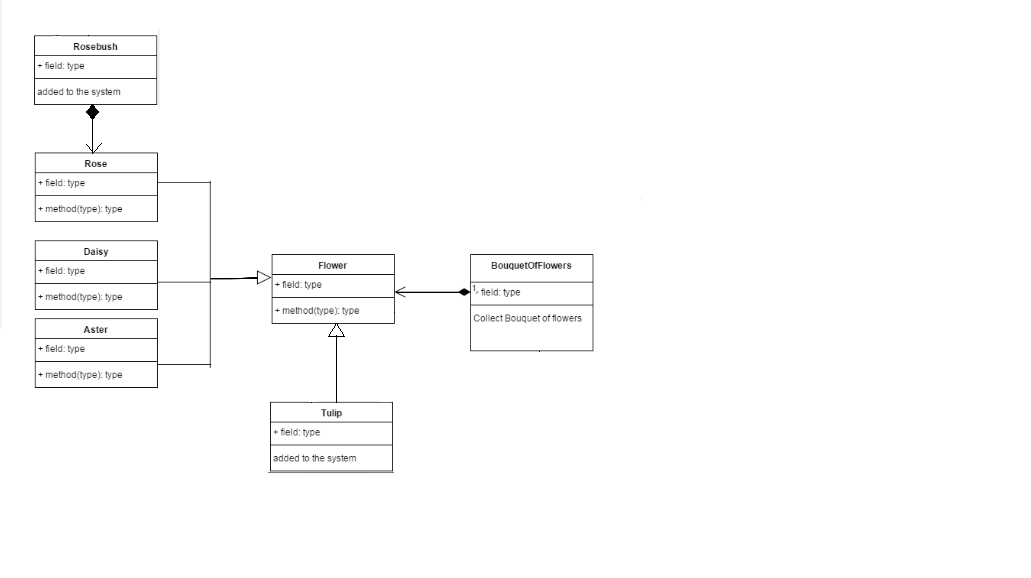 Rosebush
+ field: type
added to the system
Rose
+ field: type
+ method(type): type
Daisy
+ field: type
+ method(type): type
Aster
+ field: type
+ method(type): type
Flower
+ field: type
+ method(type): type
BouquetOfFlowers
1 field: type
Collect Bouquet of flowers
Tulip
+ field: type
added to the system